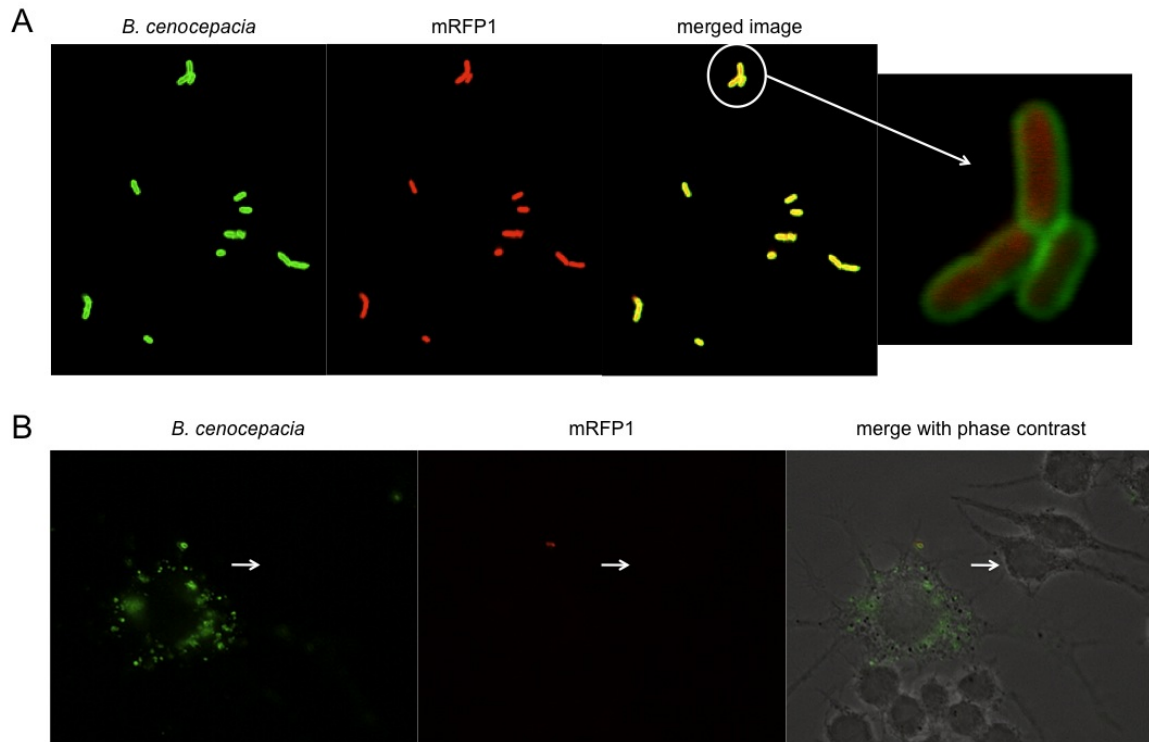 A
B. cenocepacia
mRFP1
merged image
B
B. cenocepacia
mRFP1
merge with phase contrast